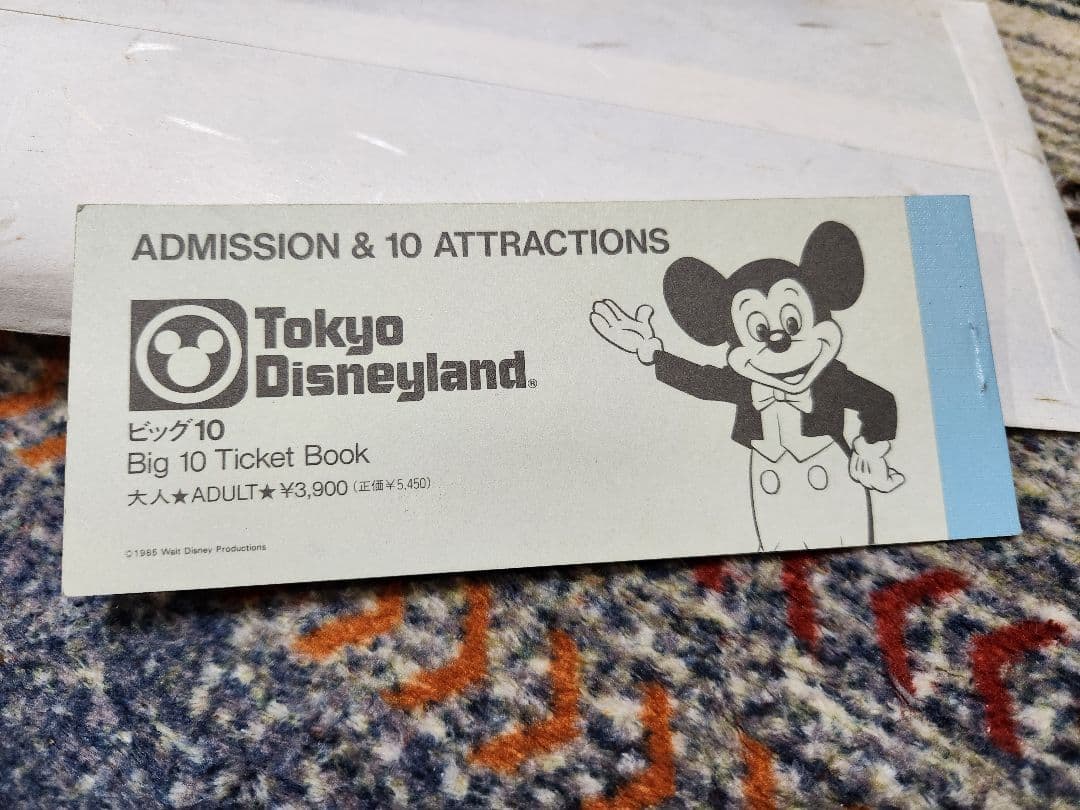 ADMISSION & 10 ATTRACTIONS
Tokyo
Disneyland®
ビッグ10
Big 10 Ticket Book
大人★ADULT★¥3,900(正価¥5,450)
©1985 Walt Disney Productions